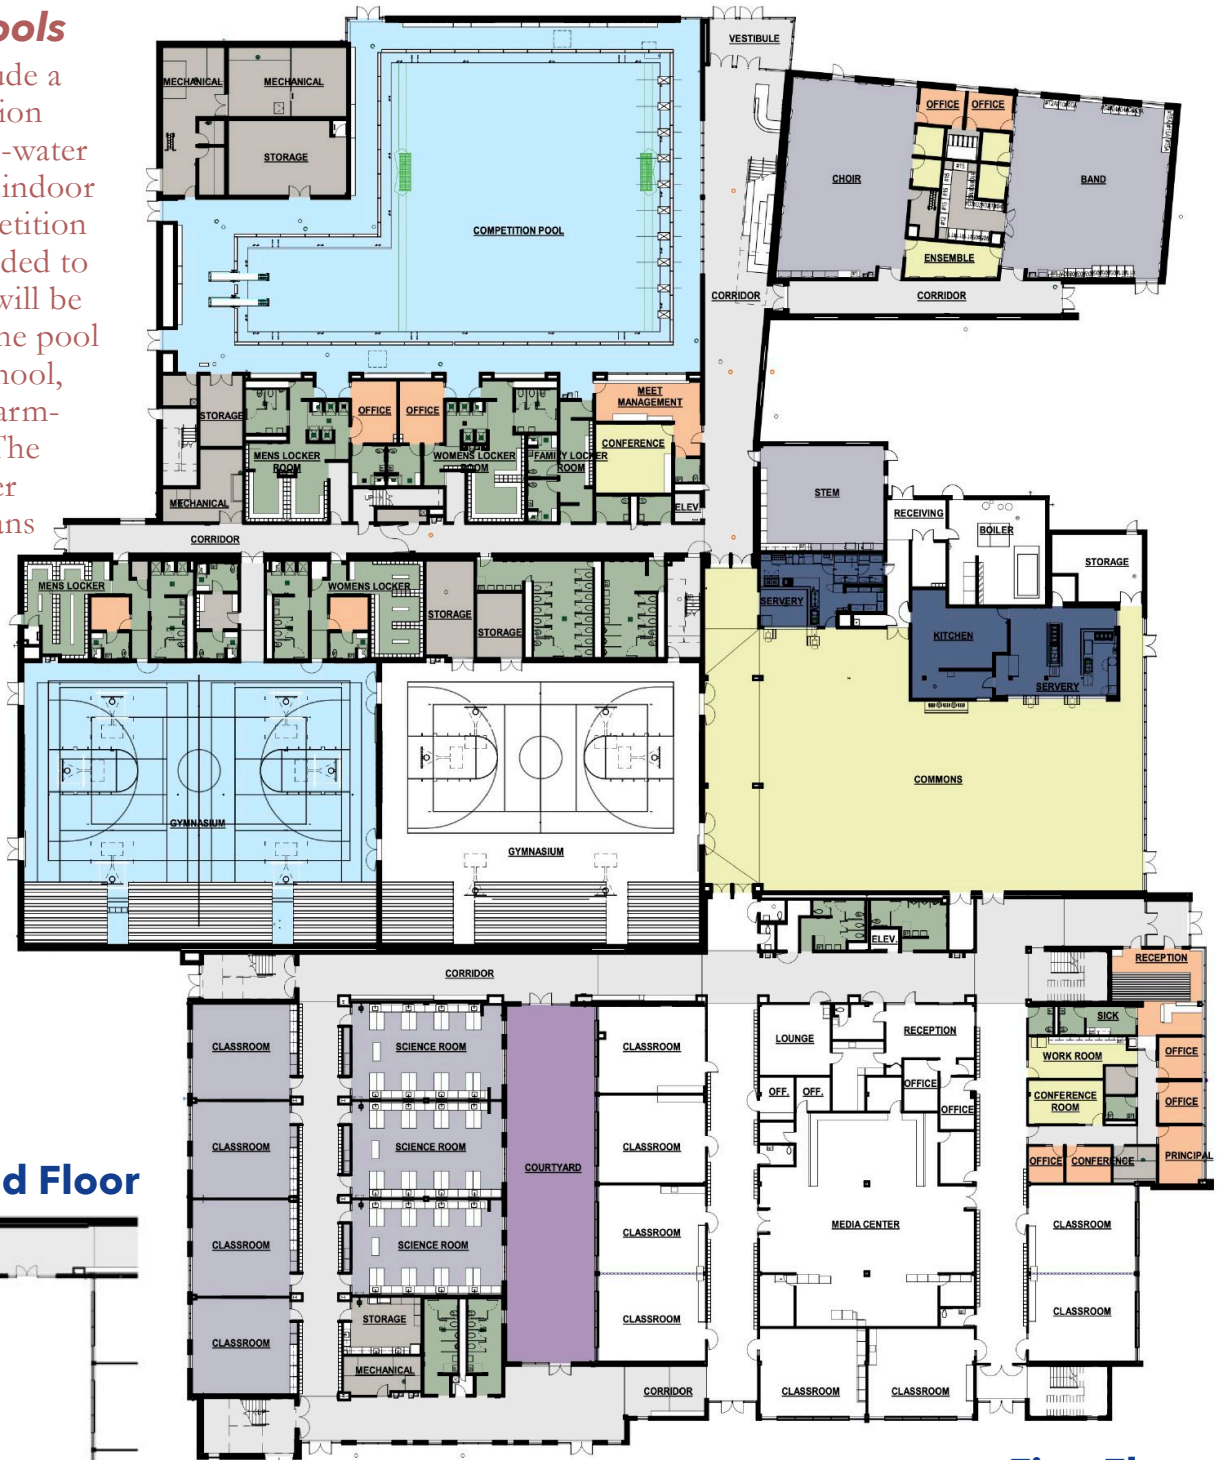 ools
ude a
ion
-water
indoor
etition
ded to
will be
ne pool
hool,
arm-
The
er
ans
VESTIBULE
MECHANICAL
MECHANICAL
STORAGE
COMPETITION POOL
CHOIR
OFFICE
OFFICE
BAND
ENSEMBLE
CORRIDOR
CORRIDOR
STORAGE
MENS LOCKER
ROOM
OFFICE
OFFICE
WOMENS LOCKER
ROOM
FAMILY LOCKER
ROOM
MEET
MANAGEMENT
CONFERENCE
MECHANICAL
UP
ELEV.
STEM
RECEIVING
BOILER
STORAGE
CORRIDOR
MENS LOCKER
WOMENS LOCKER
STORAGE
STORAGE
SERVERY
KITCHEN
SERVERY
COMMONS
GYMNASIUM
GYMNASIUM
ELEV.
CORRIDOR
RECEPTION
CLASSROOM
SCIENCE ROOM
CLASSROOM
LOUNGE
RECEPTION
SICK
WORK ROOM
OFFICE
OFF.
OFF.
OFFICE
OFFICE
CONFERENCE
ROOM
OFFICE
CLASSROOM
SCIENCE ROOM
COURTYARD
CLASSROOM
OFFICE
CONFERENCE
PRINCIPAL
d Floor
CLASSROOM
SCIENCE ROOM
CLASSROOM
MEDIA CENTER
CLASSROOM
CLASSROOM
STORAGE
MECHANICAL
CLASSROOM
CLASSROOM
CORRIDOR
CLASSROOM
CLASSROOM